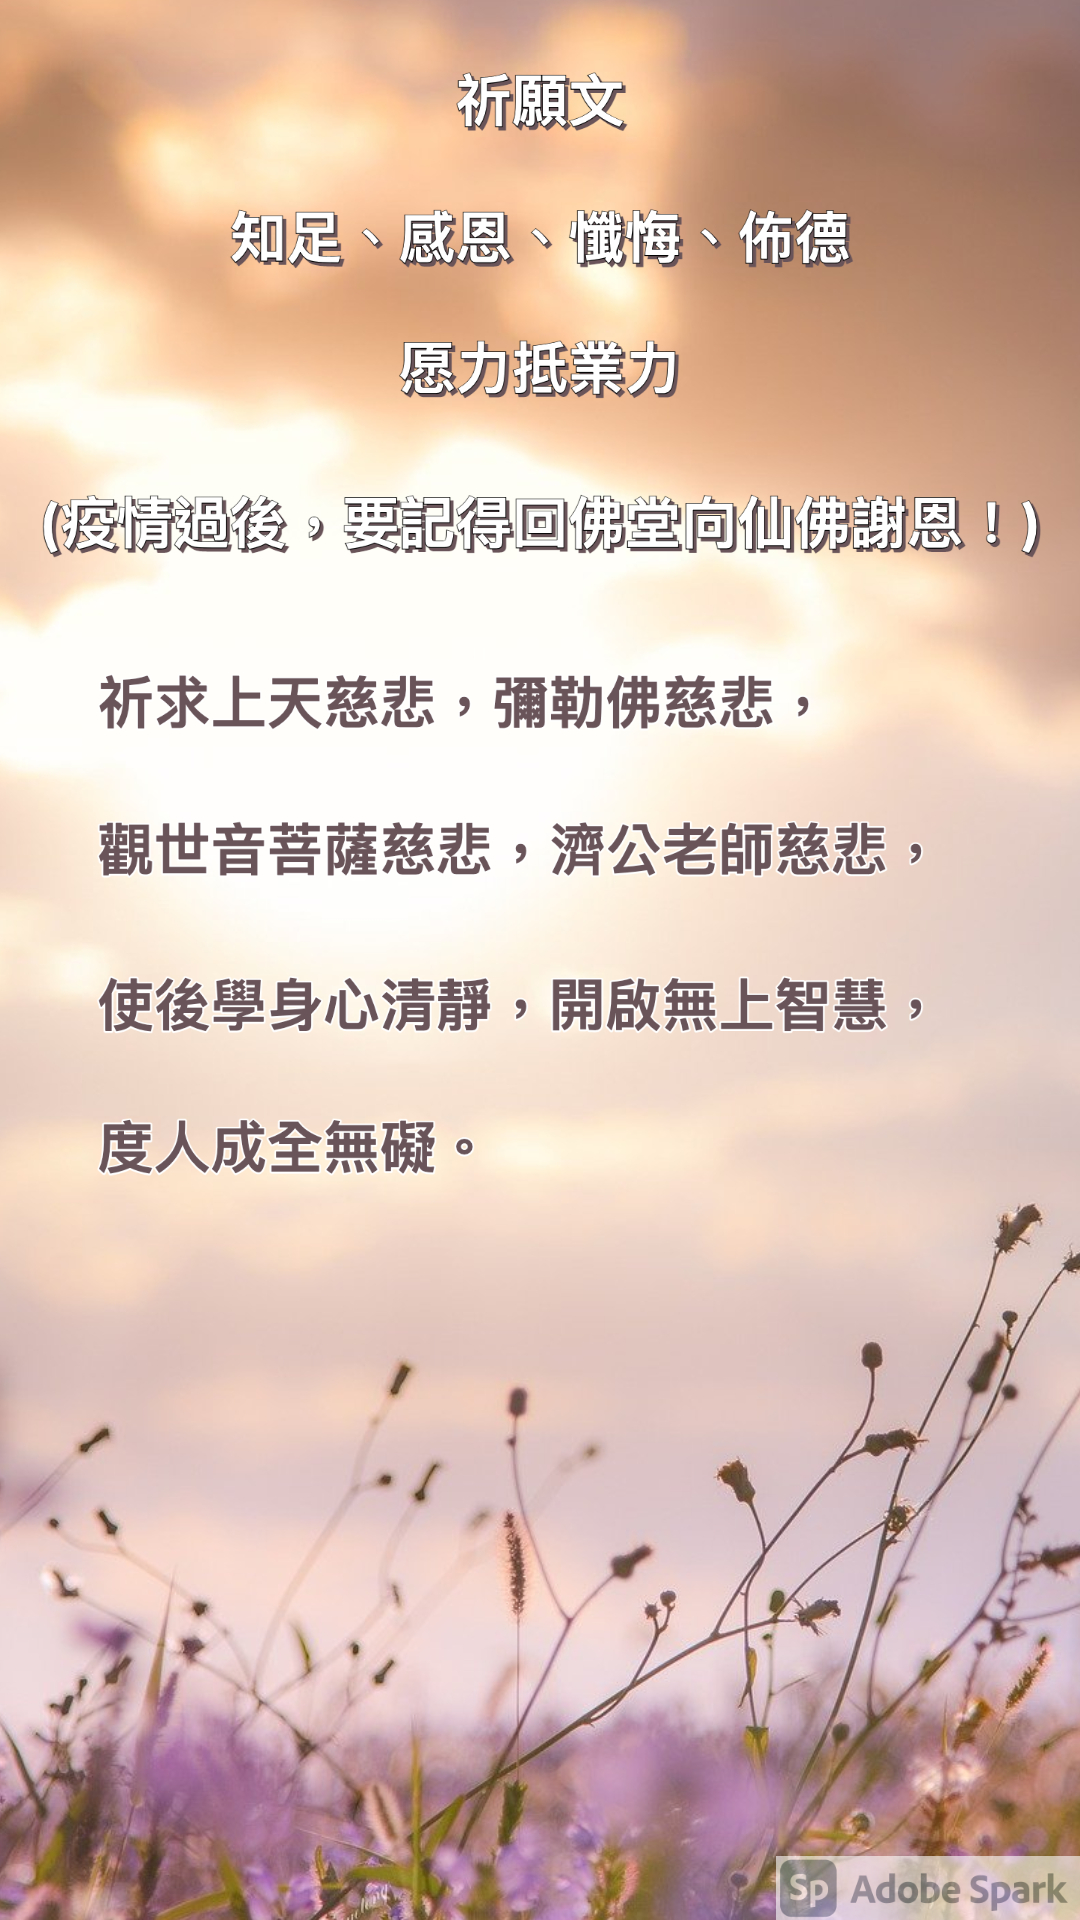 祈願文
知足、感恩、懺悔、佈德
愿力抵業力
(疫情過後，要記得回佛堂向仙佛謝恩！)
祈求上天慈悲，彌勒佛慈悲，
觀世音菩薩慈悲，濟公老師慈悲，
使後學身心清靜，開啟無上智慧，
度人成全無礙。
Sp Adobe Spark